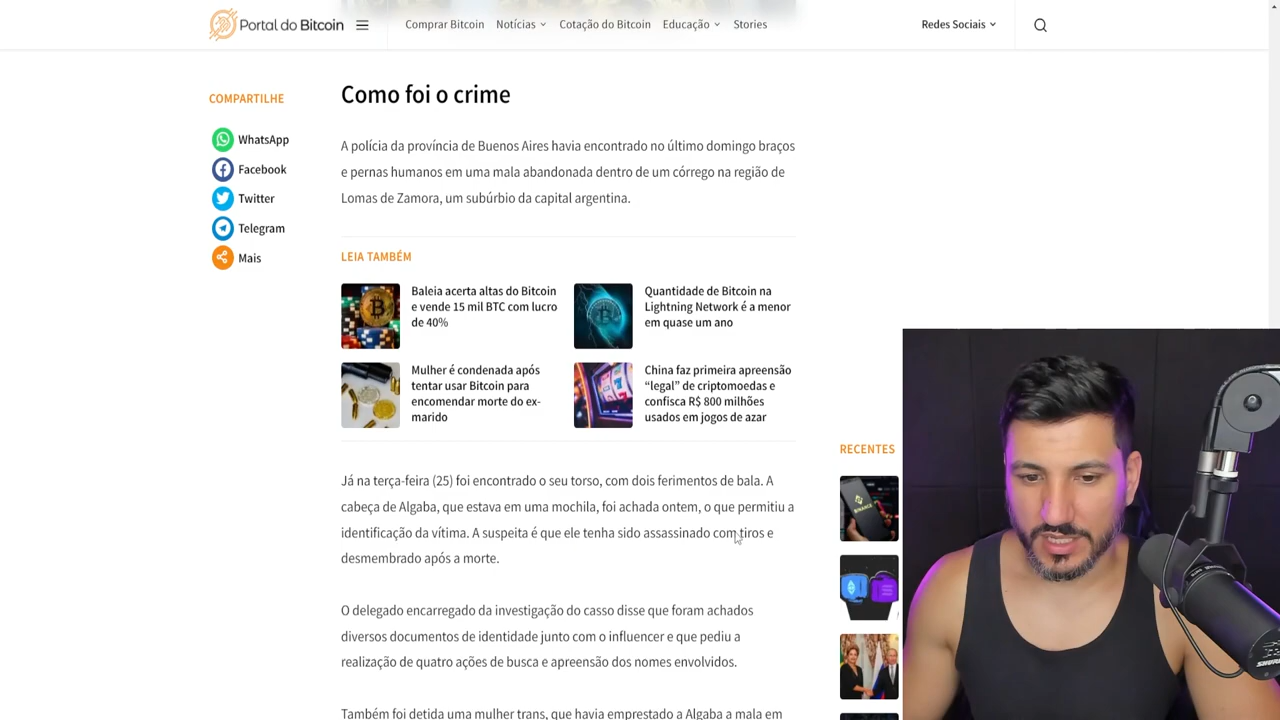 Portal do Bitcoin
Comprar Bitcoin Notícias Cotação do Bitcoin Educação Stories
Redes Sociais
COMPARTILHE
WhatsApp
Facebook
Twitter
Telegram
Mais
Como foi o crime
A polícia da província de Buenos Aires havia encontrado no último domingo braços
e pernas humanos em uma mala abandonada dentro de um córrego na região de
Lomas de Zamora, um subúrbio da capital argentina.
LEIA TAMBÉM
Baleia acerta altas do Bitcoin
e vende 15 mil BTC com lucro
de 40%
Quantidade de Bitcoin na
Lightning Network é a menor
em quase um ano
Mulher é condenada após
tentar usar Bitcoin para
encomendar morte do ex-
marido
China faz primeira apreensão
“legal” de criptomoedas e
confisca R$ 800 milhões
usados em jogos de azar
Já na terça-feira (25) foi encontrado o seu torso, com dois ferimentos de bala. A
cabeça de Algaba, que estava em uma mochila, foi achada ontem, o que permitiu a
identificação da vítima. A suspeita é que ele tenha sido assassinado com tiros e
desmembrado após a morte.
O delegado encarregado da investigação do casso disse que foram achados
diversos documentos de identidade junto com o influencer e que pediu a
realização de quatro ações de busca e apreensão dos nomes envolvidos.
Também foi detida uma mulher trans, que havia emprestado a Algaba a mala em
RECENTES
BINANCE
SHURE